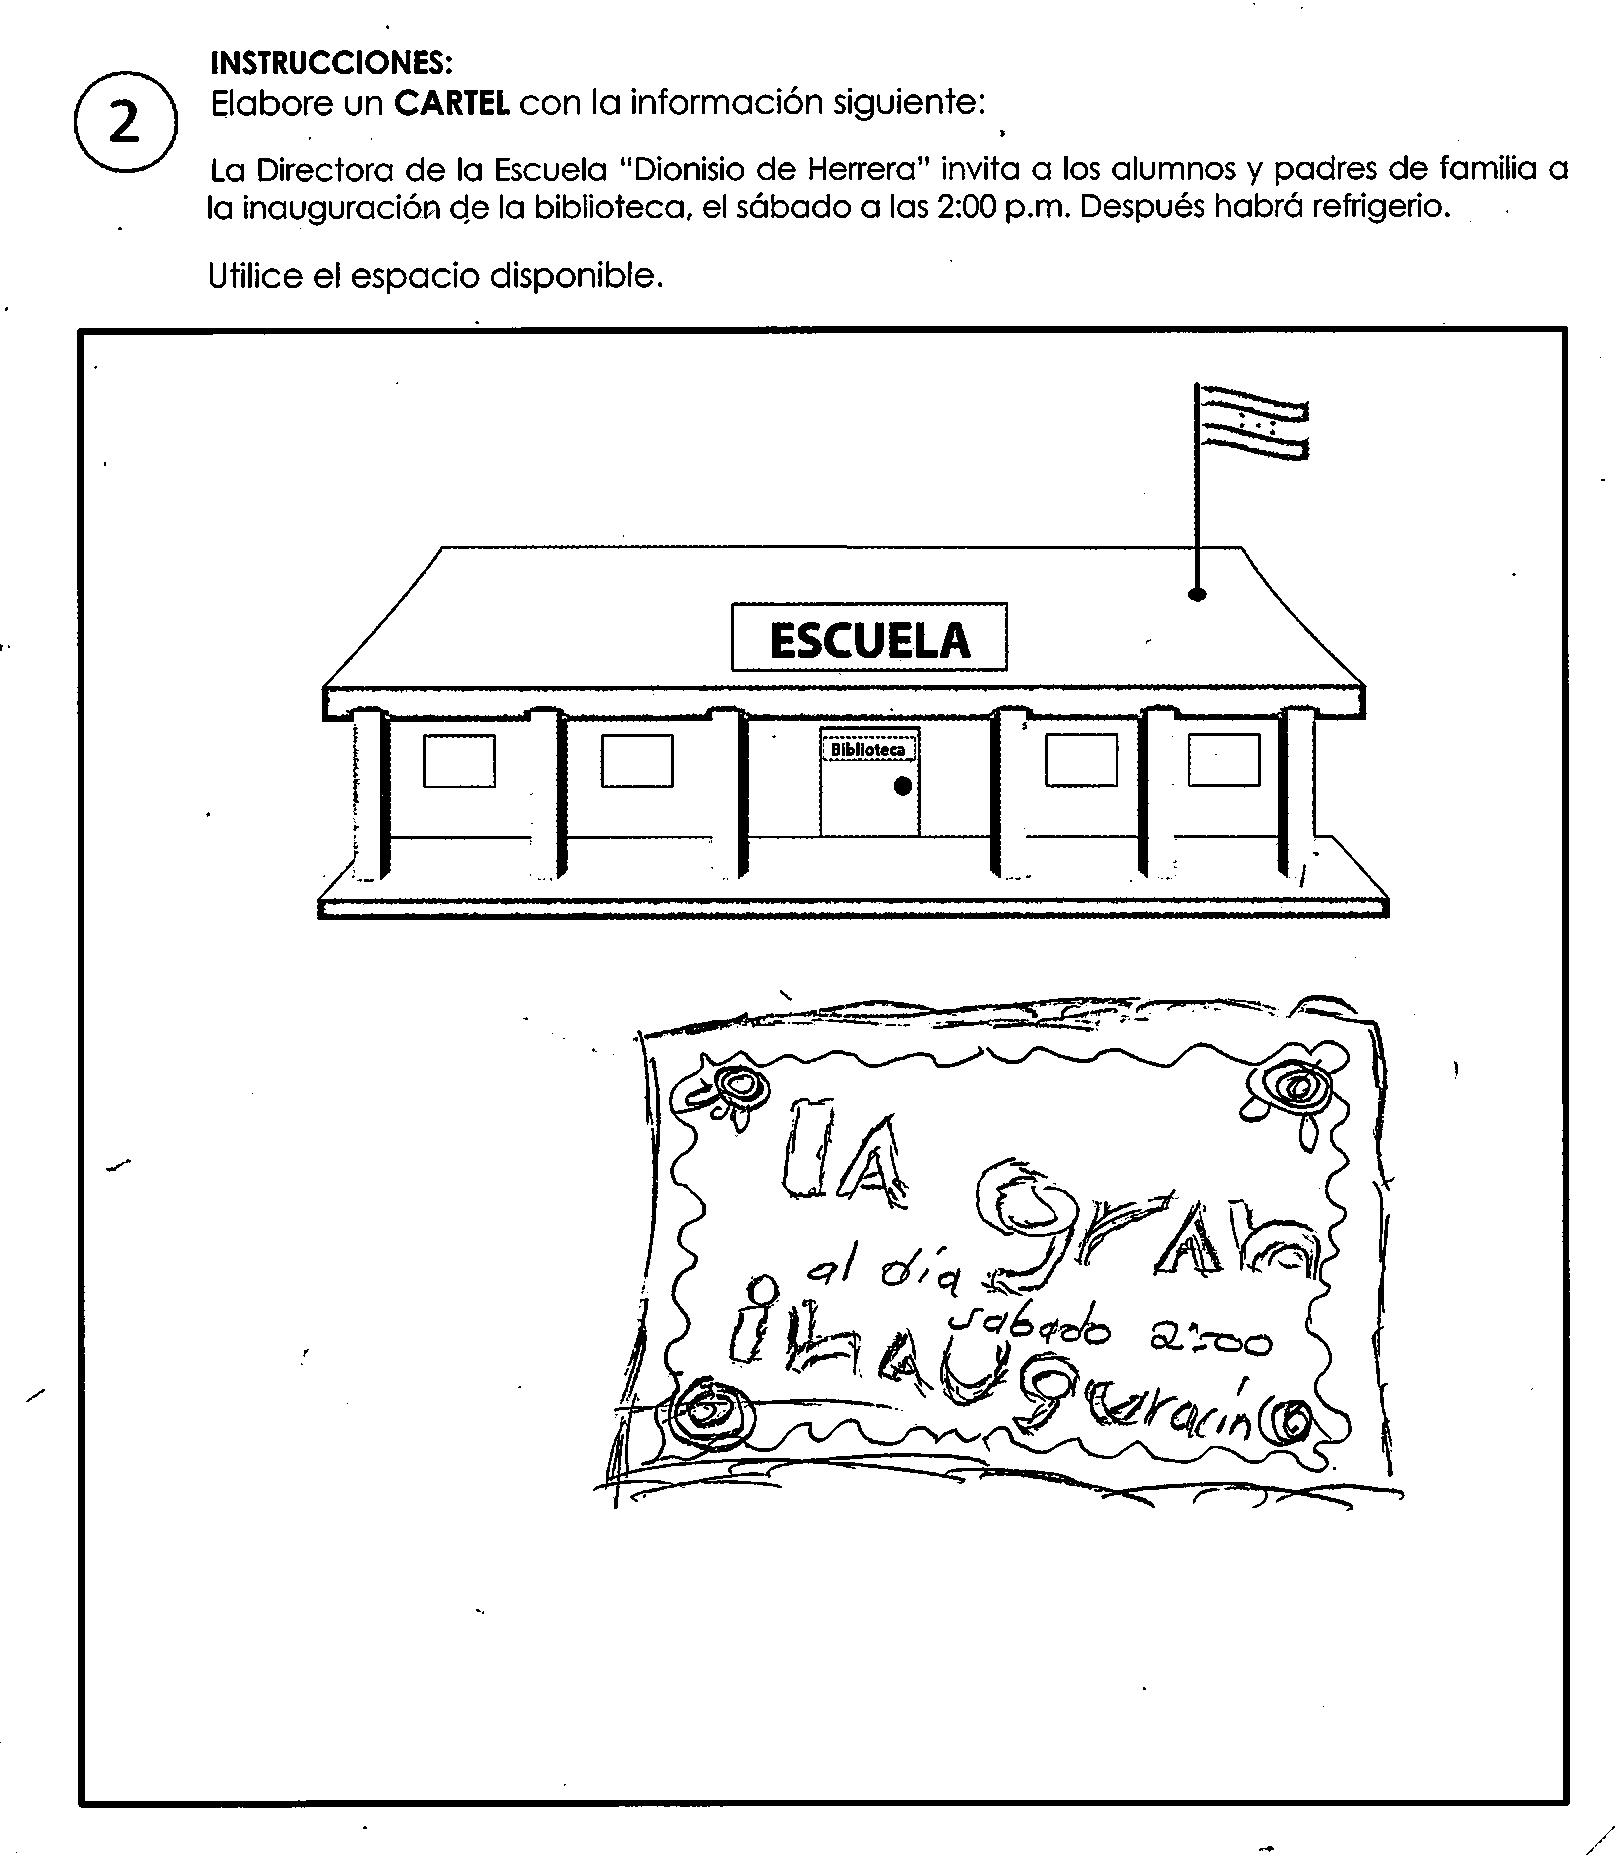 INSTRUCCIONES:
2
Elabore un CARTEL con la información siguiente:
La Directora de la Escuela "Dionisio de Herrera" invita a los alumnos y padres de familia a
la inauguración de la biblioteca, el sábado a las 2:00 p.m. Después habrá refrigerio.
Utilice el espacio disponible.
ESCUELA
Biblioteca
lA grAn
al día
sabado 2:00
inAUguracín